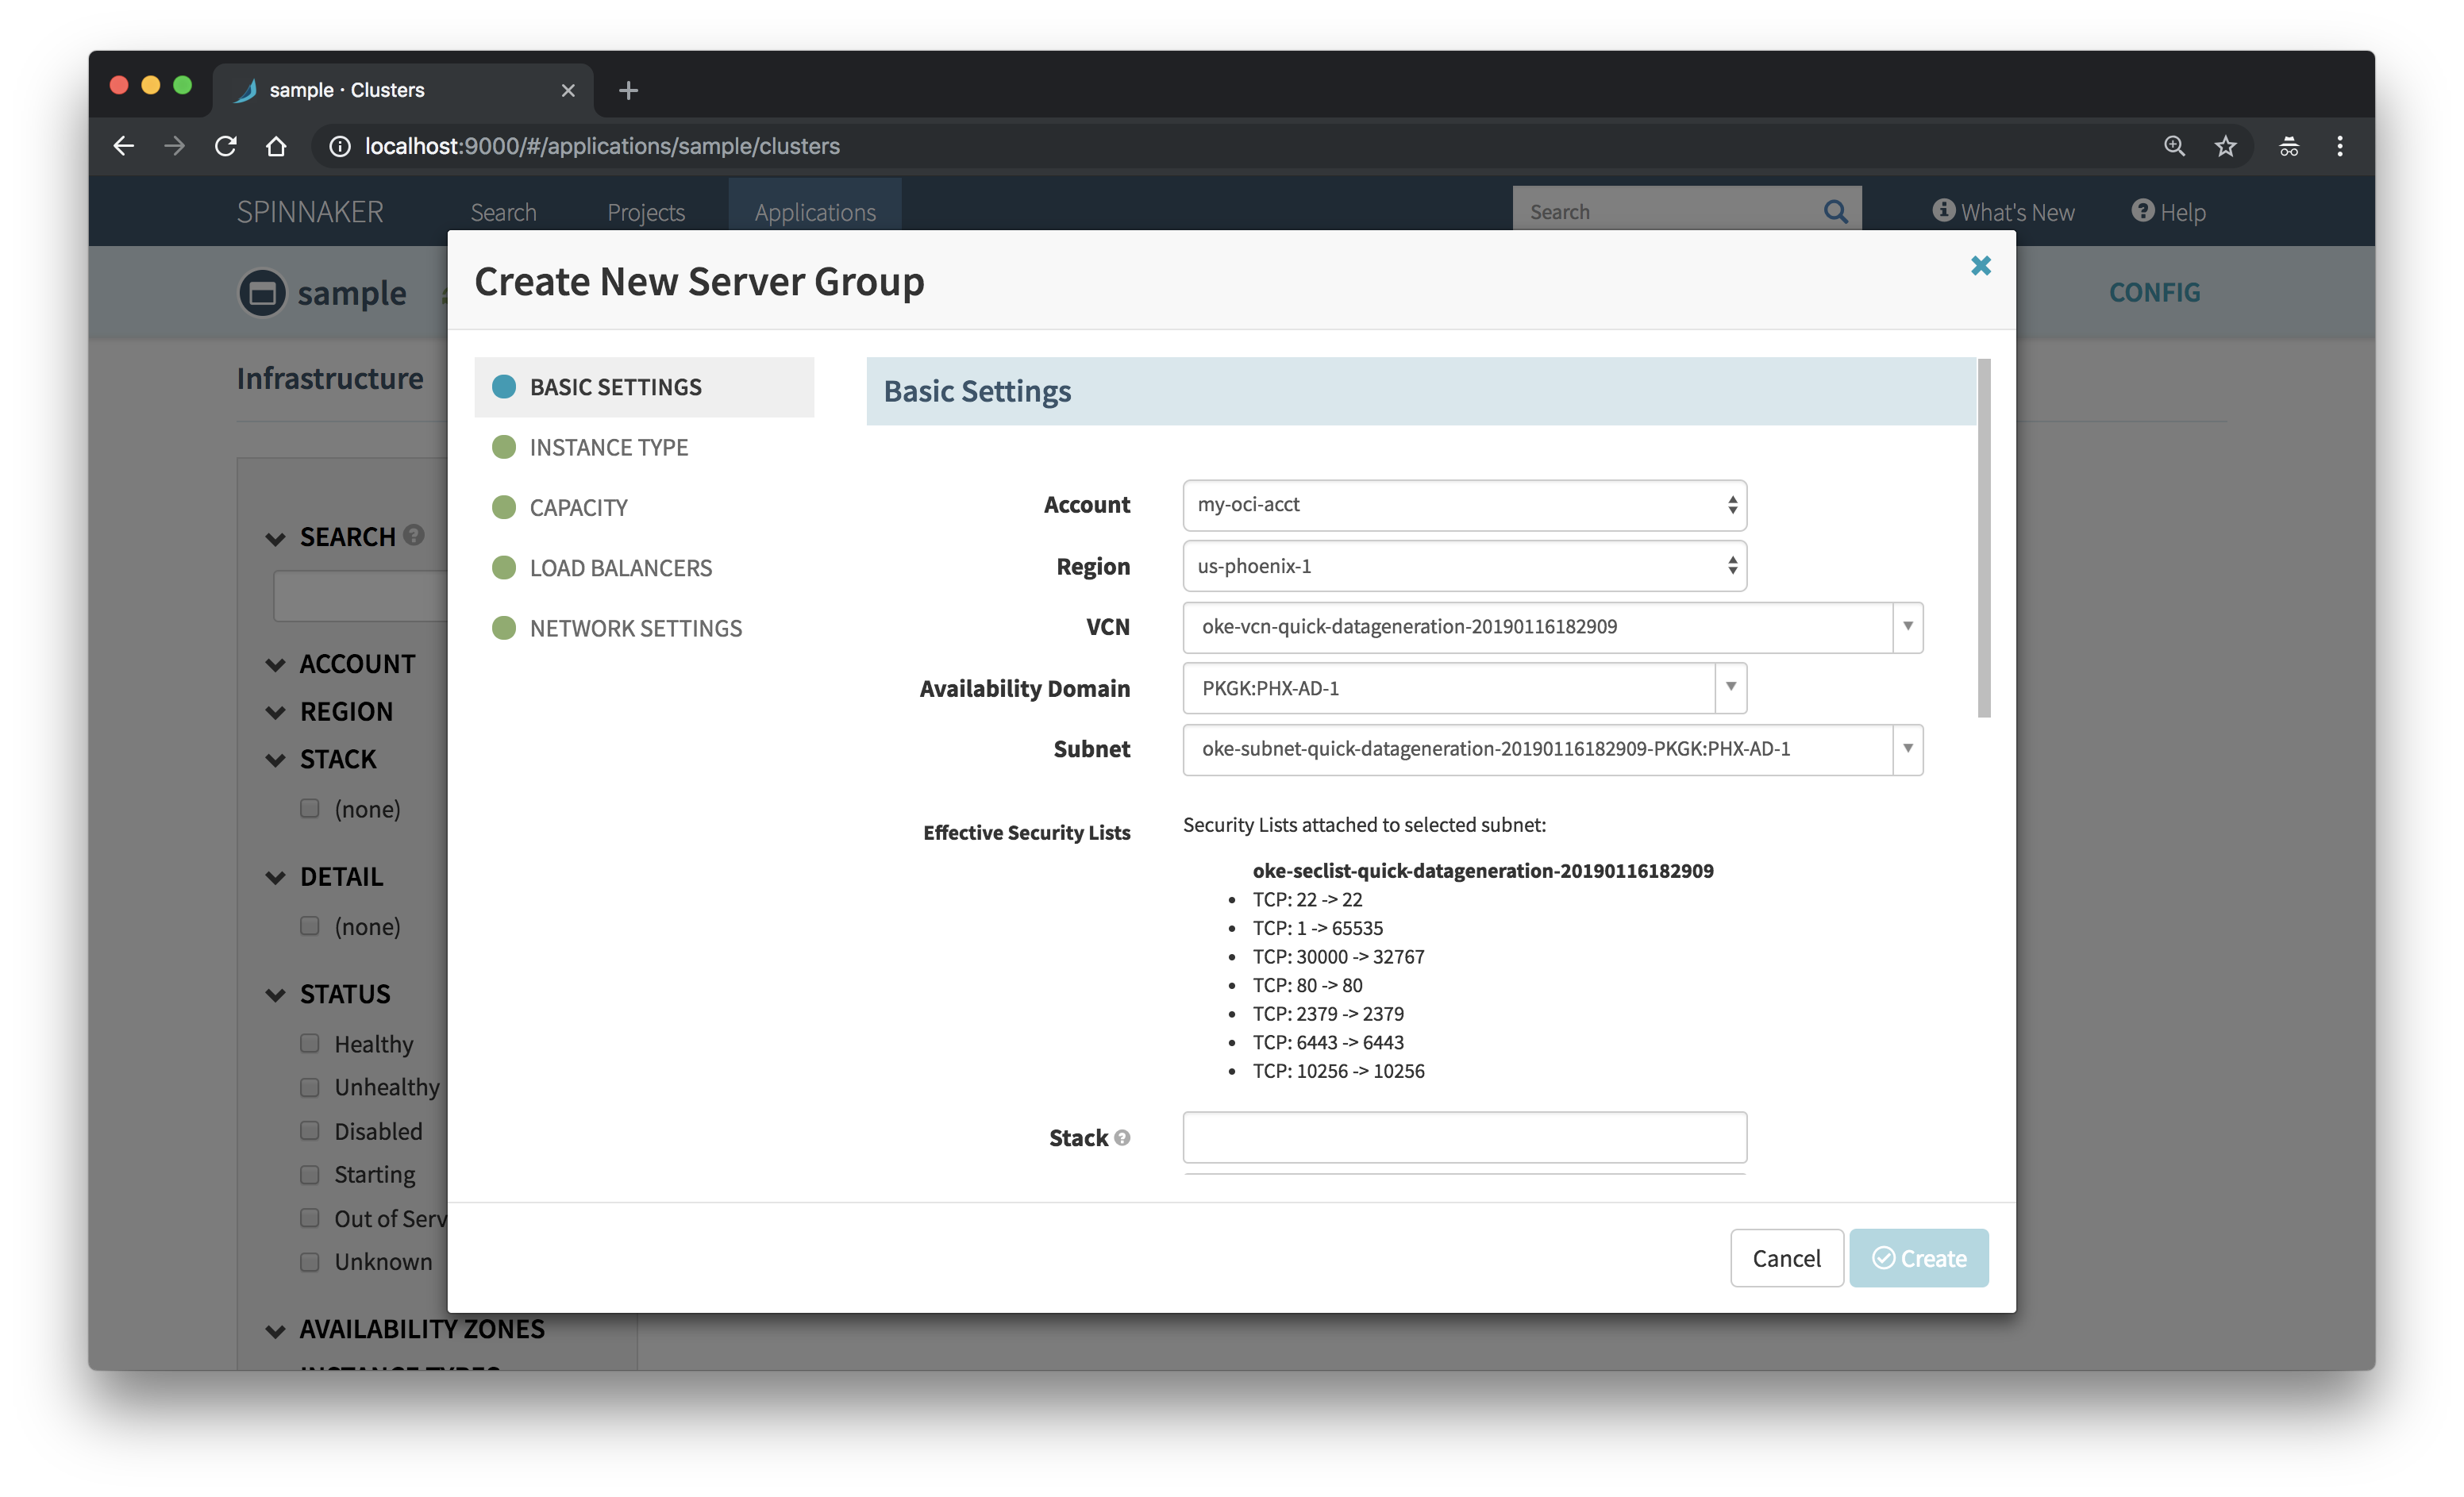 sample · Clusters
localhost:9000/#/applications/sample/clusters
SPINNAKER Search Projects Applications Search What's New Help
sample CONFIG
Create New Server Group
Infrastructure
SEARCH
ACCOUNT
REGION
STACK
(none)
DETAIL
(none)
STATUS
Healthy
Unhealthy
Disabled
Starting
Out of Serv
Unknown
AVAILABILITY ZONES
INSTANCE TYPES
BASIC SETTINGS
INSTANCE TYPE
CAPACITY
LOAD BALANCERS
NETWORK SETTINGS
Basic Settings
Account my-oci-acct
Region us-phoenix-1
VCN oke-vcn-quick-datageneration-20190116182909
Availability Domain PKGK:PHX-AD-1
Subnet oke-subnet-quick-datageneration-20190116182909-PKGK:PHX-AD-1
Effective Security Lists Security Lists attached to selected subnet:
oke-seclist-quick-datageneration-20190116182909
• TCP: 22 -> 22
• TCP: 1 -> 65535
• TCP: 30000 -> 32767
• TCP: 80 -> 80
• TCP: 2379 -> 2379
• TCP: 6443 -> 6443
• TCP: 10256 -> 10256
Stack
Cancel Create